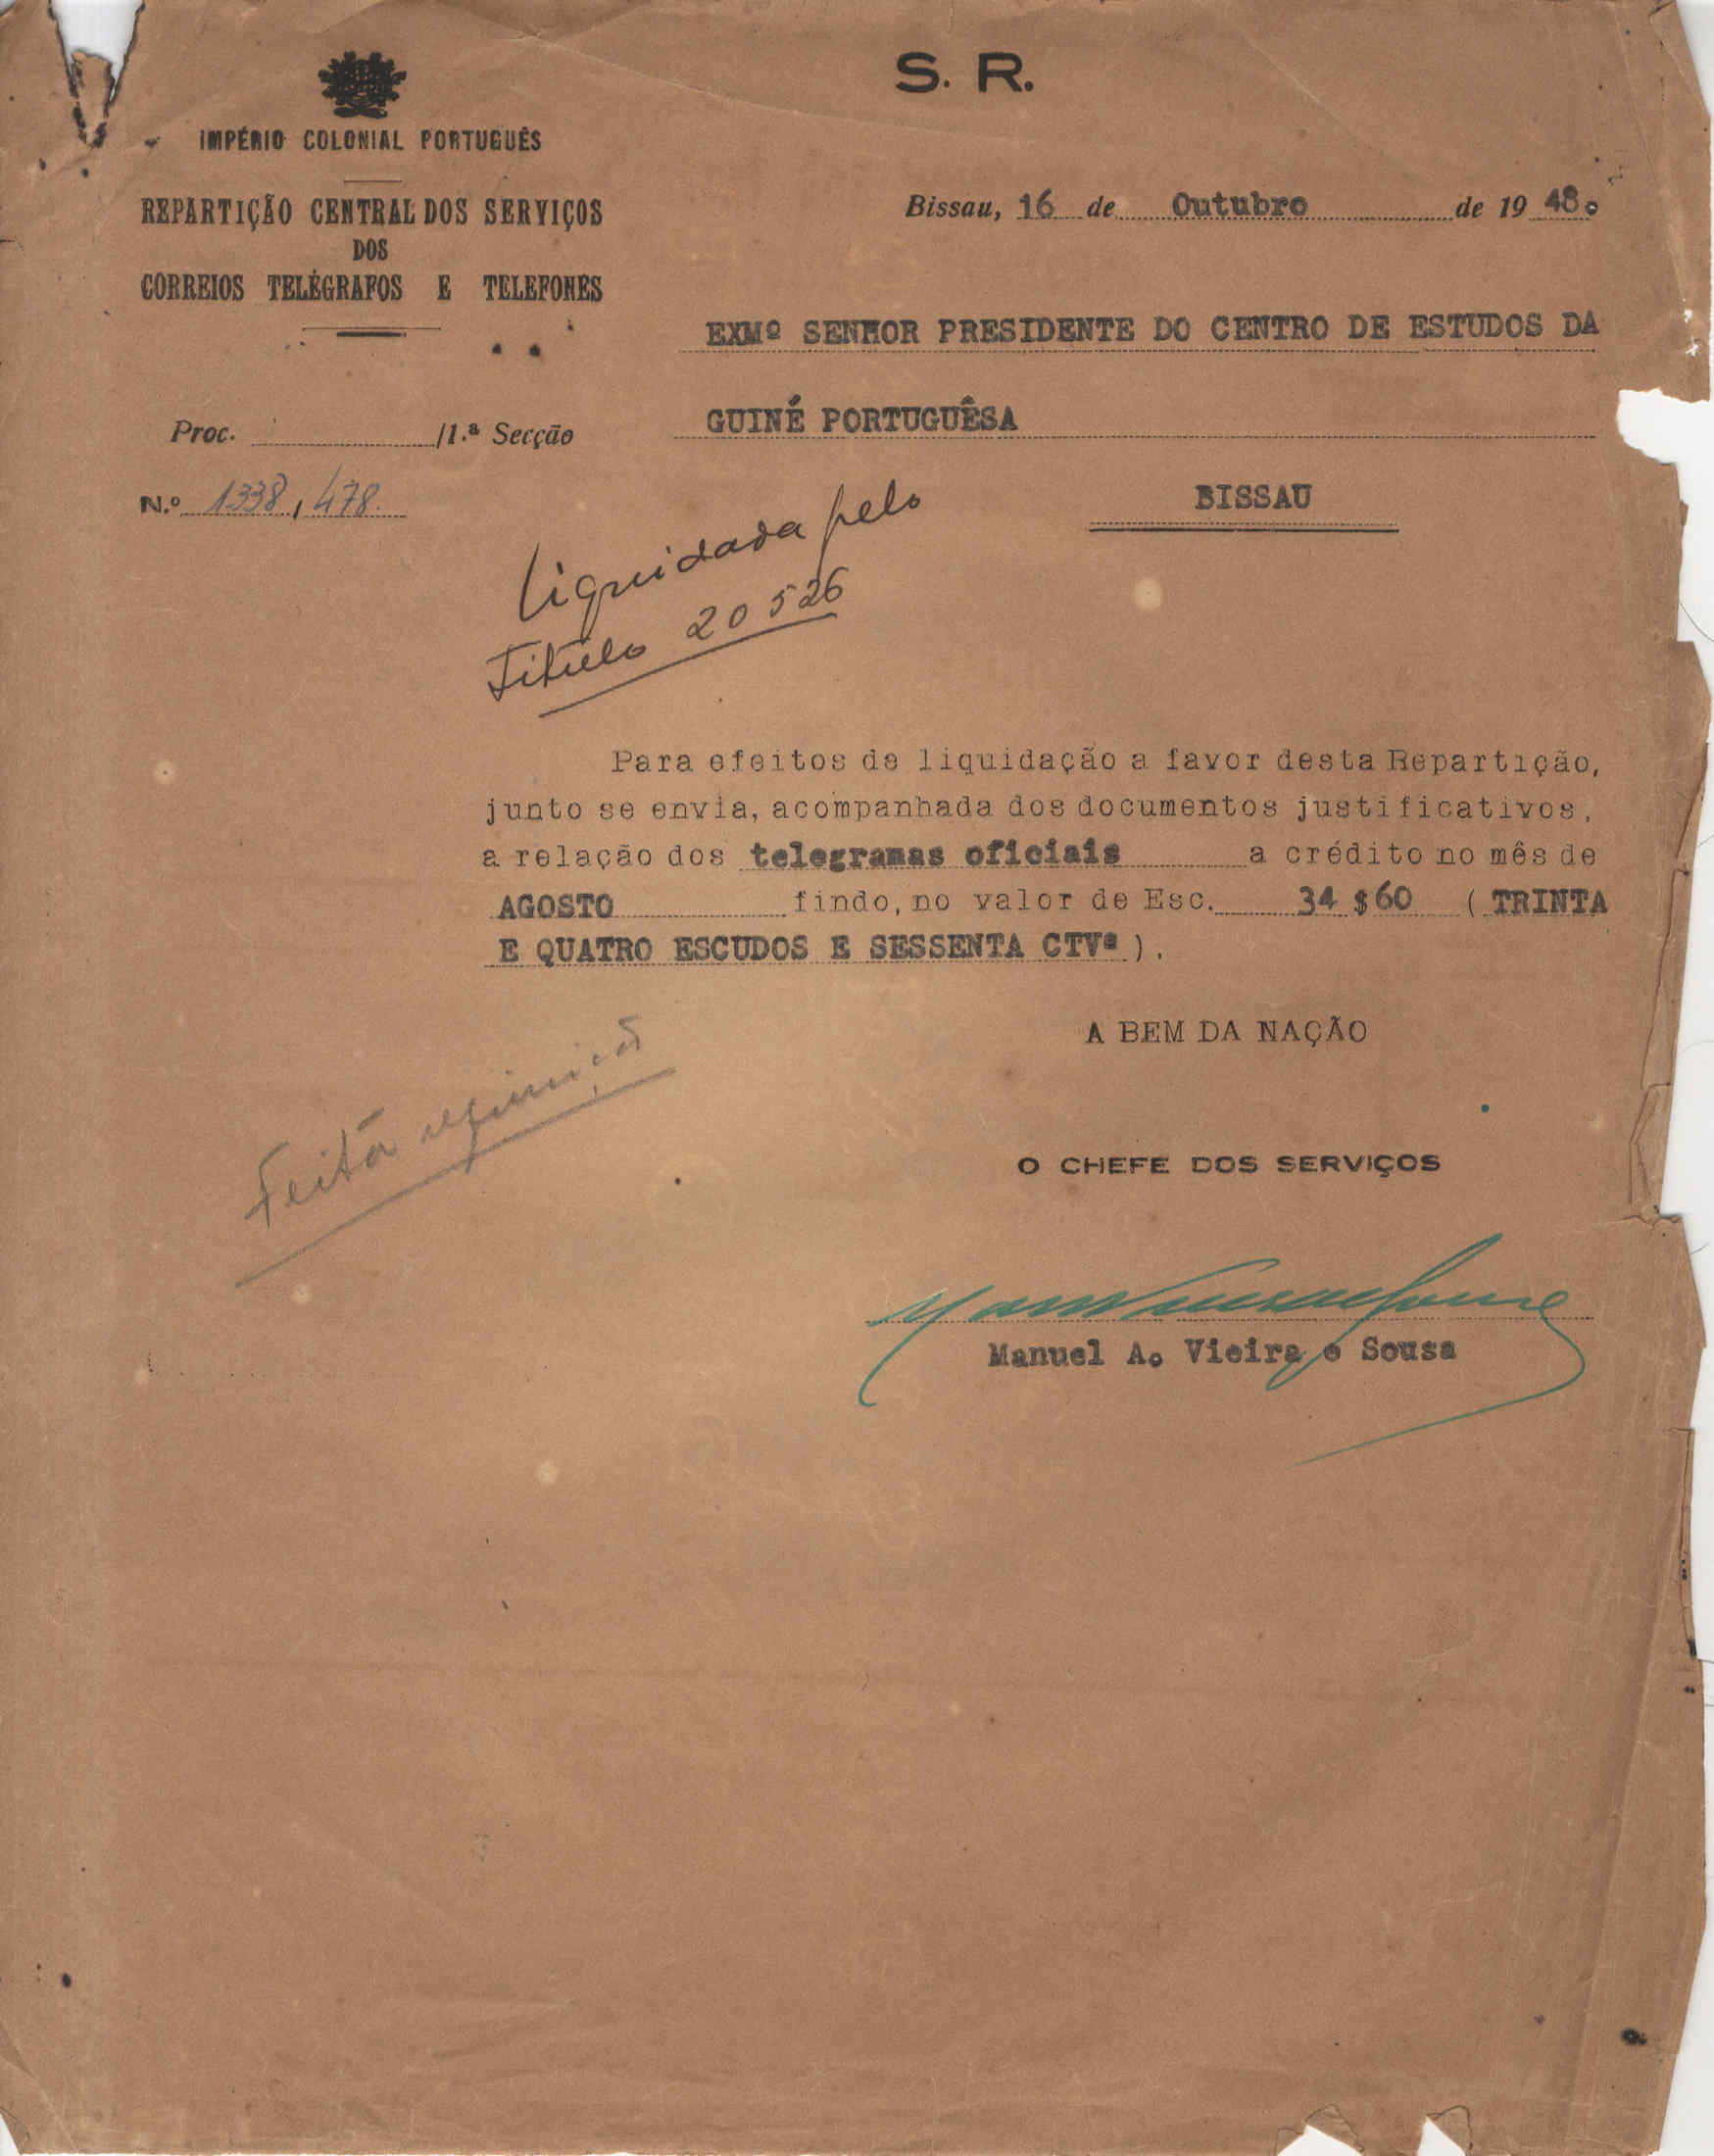 S. R.
IMPÉRIO COLONIAL PORTUGUÊS
REPARTIÇÃO CENTRAL DOS SERVIÇOS
DOS
CORREIOS TELÉGRAFOS E TELEFONES
Bissau, 16 de Outubro de 1948.
EXMº SENHOR PRESIDENTE DO CENTRO DE ESTUDOS DA
GUINÉ PORTUGUÊSA
BISSAU
Proc. /1.ª Secção
N.º 1338, 478.
Liquidada pelo
Titulo 20526
Para efeitos de liquidação a favor desta Repartição,
junto se envia, acompanhada dos documentos justificativos,
a relação dos telegramas oficiais a crédito no mês de
AGOSTO findo, no valor de Esc. 34$60 ( TRINTA
E QUATRO ESCUDOS E SESSENTA CTVª ).
A BEM DA NAÇÃO
Feita
O CHEFE DOS SERVIÇOS
Manuel A. Vieira e Sousa